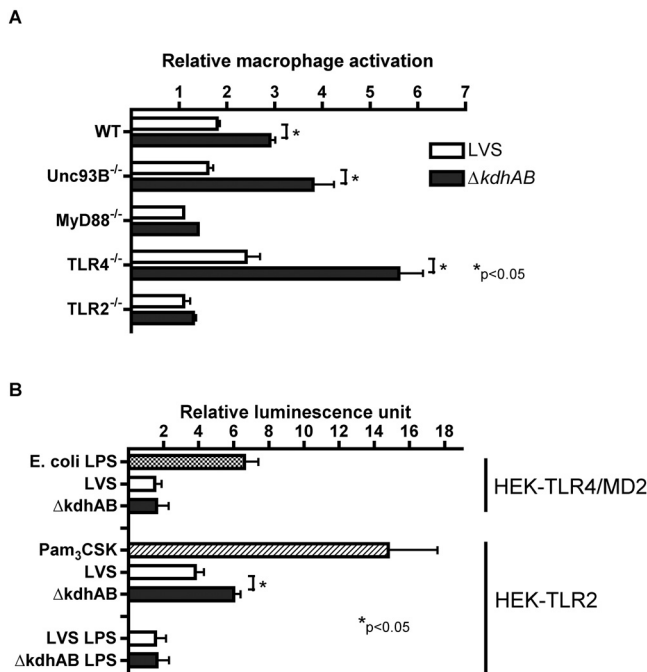 A
Relative macrophage activation
1 2 3 4 5 6 7
WT
*
LVS
Unc93B-/-
*
ΔkdhAB
MyD88-/-
TLR4-/-
*
*p<0.05
TLR2-/-
B
Relative luminescence unit
2 4 6 8 10 12 14 16 18
E. coli LPS
LVS
HEK-TLR4/MD2
ΔkdhAB
Pam3CSK
LVS
*
ΔkdhAB
HEK-TLR2
*p<0.05
LVS LPS
ΔkdhAB LPS